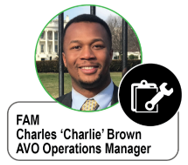 FAM
Charles ‘Charlie’ Brown
AVO Operations Manager